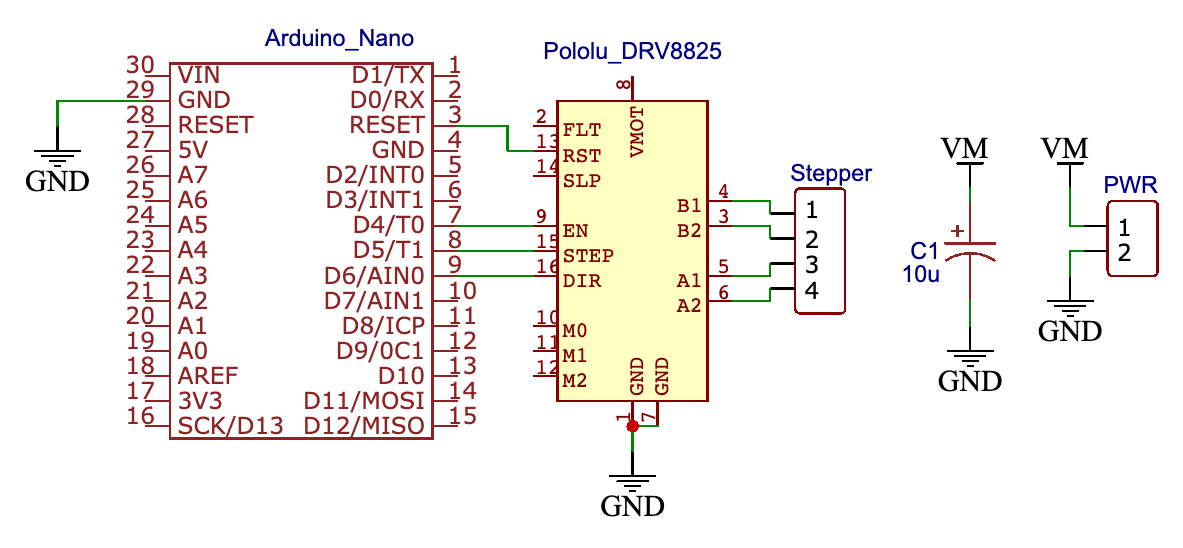 Arduino_Nano
30 VIN D1/TX 1
29 GND D0/RX 2
28 RESET RESET 3
27 5V GND 4
26 A7 D2/INT0 5
25 A6 D3/INT1 6
24 A5 D4/T0 7
23 A4 D5/T1 8
22 A3 D6/AIN0 9
21 A2 D7/AIN1 10
20 A1 D8/ICP 11
19 A0 D9/0C1 12
18 AREF D10 13
17 3V3 D11/MOSI 14
16 SCK/D13 D12/MISO 15
GND
Pololu_DRV8825
8 VMOT
2 FLT
13 RST
14 SLP
9 EN
15 STEP
16 DIR
10 M0
11 M1
12 M2
B1 4
B2 3
A1 5
A2 6
GND GND
1 7
GND
Stepper
1
2
3
4
VM
+
C1
10u
GND
VM
PWR
1
2
GND